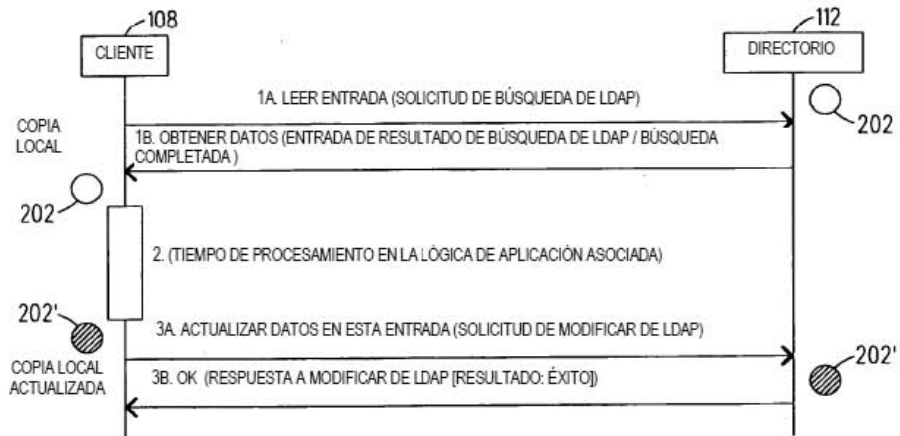 108
112
CLIENTE
DIRECTORIO
1A. LEER ENTRADA (SOLICITUD DE BÚSQUEDA DE LDAP)
202
COPIA
LOCAL
1B. OBTENER DATOS (ENTRADA DE RESULTADO DE BÚSQUEDA DE LDAP / BÚSQUEDA
COMPLETADA )
202
2. (TIEMPO DE PROCESAMIENTO EN LA LÓGICA DE APLICACIÓN ASOCIADA)
202'
3A. ACTUALIZAR DATOS EN ESTA ENTRADA (SOLICITUD DE MODIFICAR DE LDAP)
202'
COPIA LOCAL
ACTUALIZADA
3B. OK (RESPUESTA A MODIFICAR DE LDAP [RESULTADO: ÉXITO])